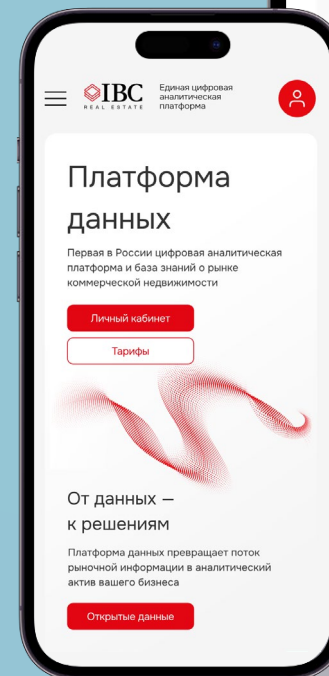 IBC
REAL ESTATE
Единая цифровая
аналитическая
платформа
Платформа
данных
Первая в России цифровая аналитическая
платформа и база знаний о рынке
коммерческой недвижимости
Личный кабинет
Тарифы
От данных —
к решениям
Платформа данных превращает поток
рыночной информации в аналитический
актив вашего бизнеса
Открытые данные